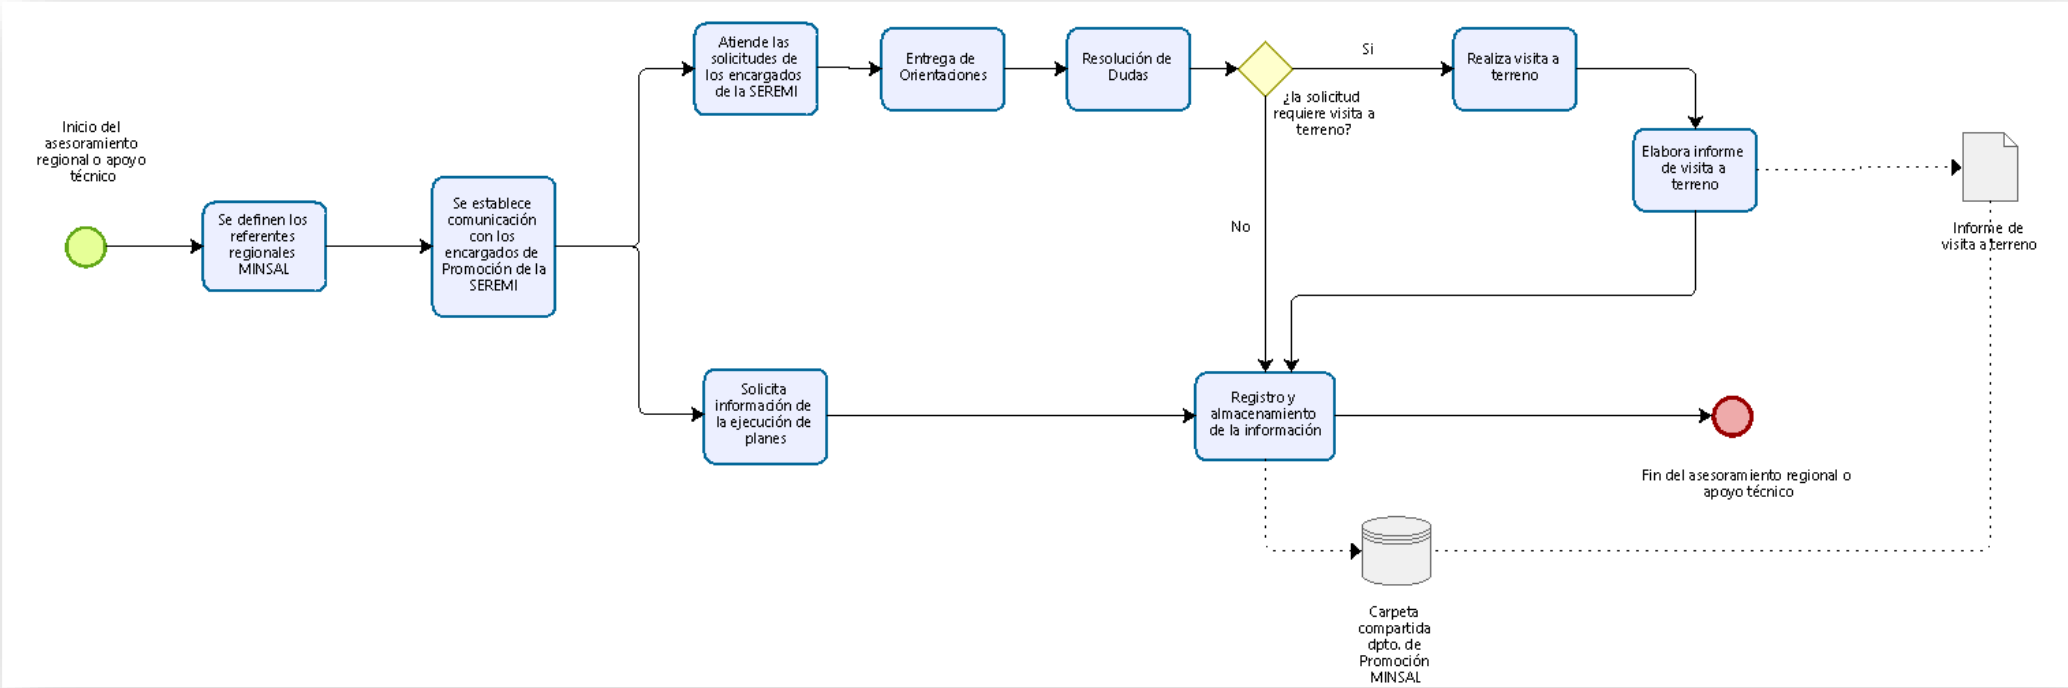 Inicio del
asesoramiento
regional o apoyo
técnico
Se definen los
referentes
regionales
MINSAL
Se establece
comunicación
con los
encargados de
Promoción de la
SEREMI
Atiende las
solicitudes de
los encargados
de la SEREMI
Entrega de
Orientaciones
Resolución de
Dudas
¿la solicitud
requiere visita a
terreno?
Si
No
Realiza visita a
terreno
Elabora informe
de visita a
terreno
Informe de
visita a terreno
Solicita
información de
la ejecución de
planes
Registro y
almacenamiento
de la información
Fin del asesoramiento regional o
apoyo técnico
Carpeta
compartida
dpto. de
Promoción
MINSAL